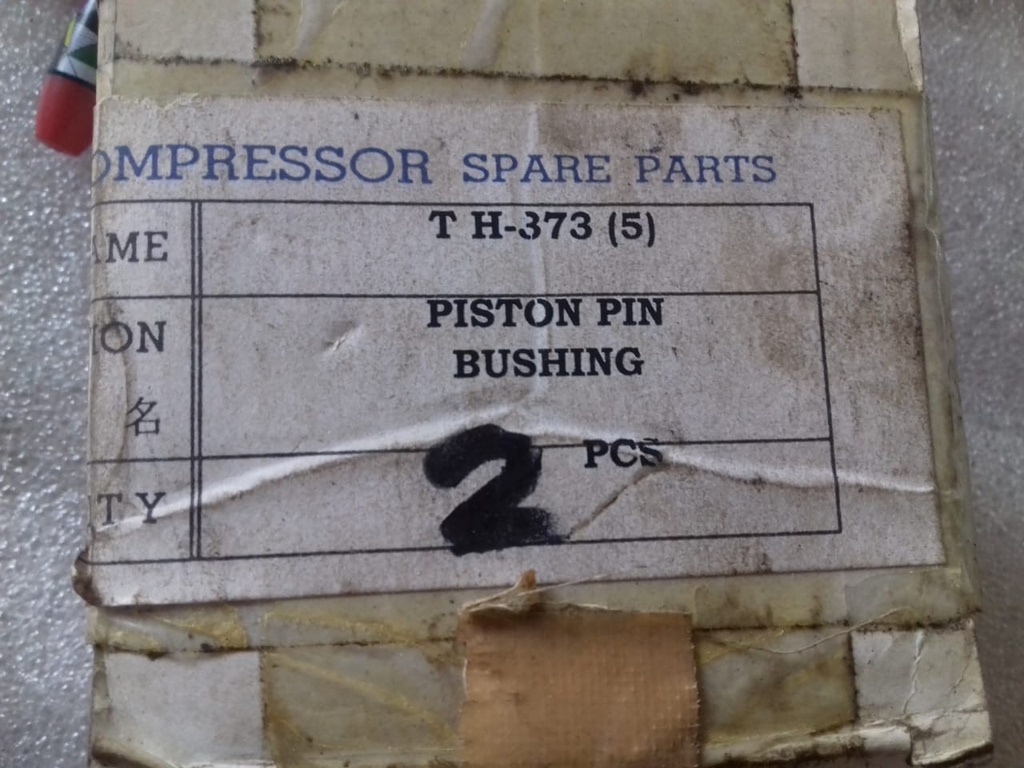 OMPRESSOR SPARE PARTS
AME T H-373 (5)
ION PISTON PIN
BUSHING
名
TY 2 PCS